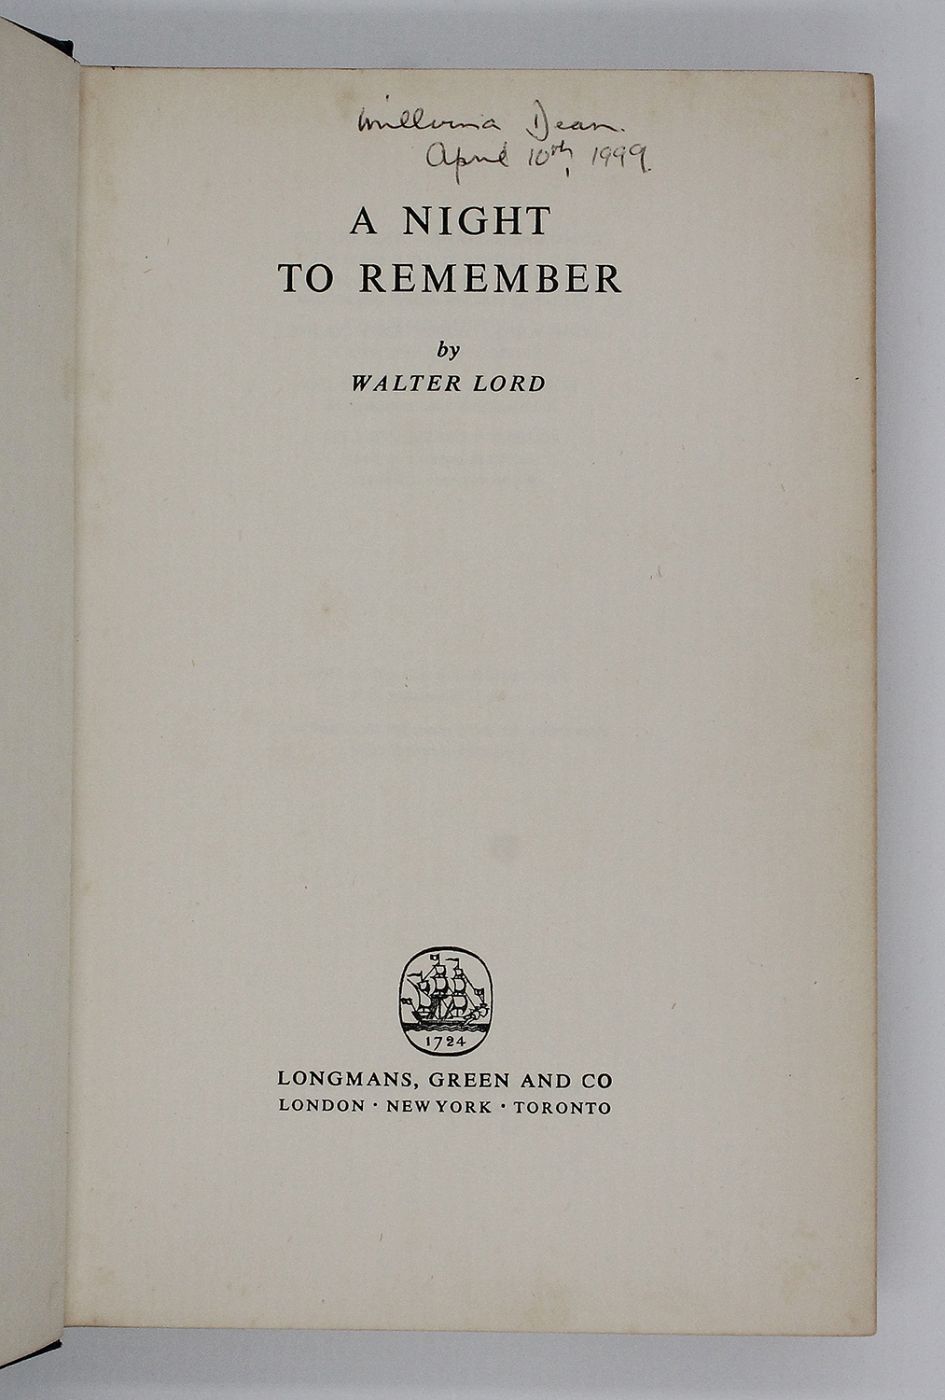 Millvina Dean.
April 10th, 1999.
A NIGHT
TO REMEMBER
by
WALTER LORD
1724
LONGMANS, GREEN AND CO
LONDON · NEW YORK · TORONTO